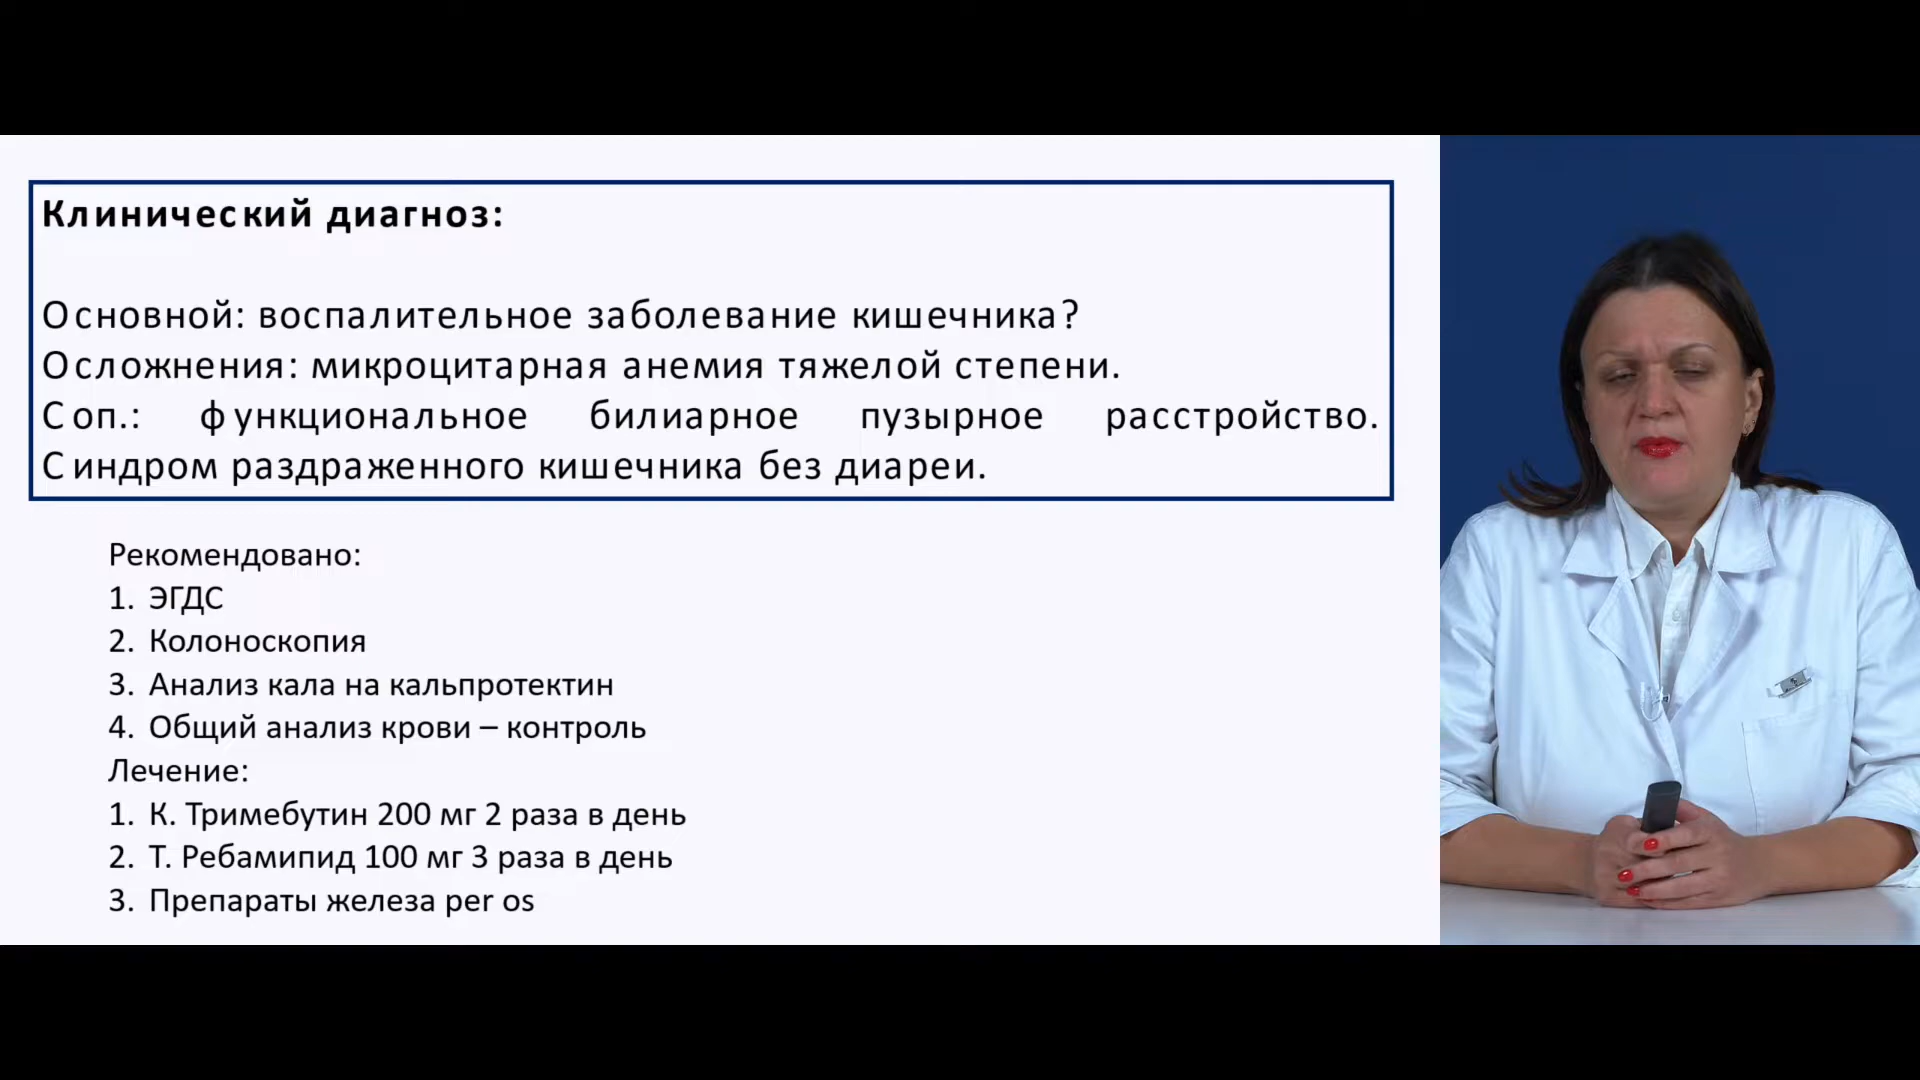 Клинический диагноз:
Основной: воспалительное заболевание кишечника?
Осложнения: микроцитарная анемия тяжелой степени.
Соп.: функциональное билиарное пузырное расстройство.
Синдром раздраженного кишечника без диареи.
Рекомендовано:
1. ЭГДС
2. Колоноскопия
3. Анализ кала на кальпротектин
4. Общий анализ крови – контроль
Лечение:
1. К. Тримебутин 200 мг 2 раза в день
2. Т. Ребамипид 100 мг 3 раза в день
3. Препараты железа per os